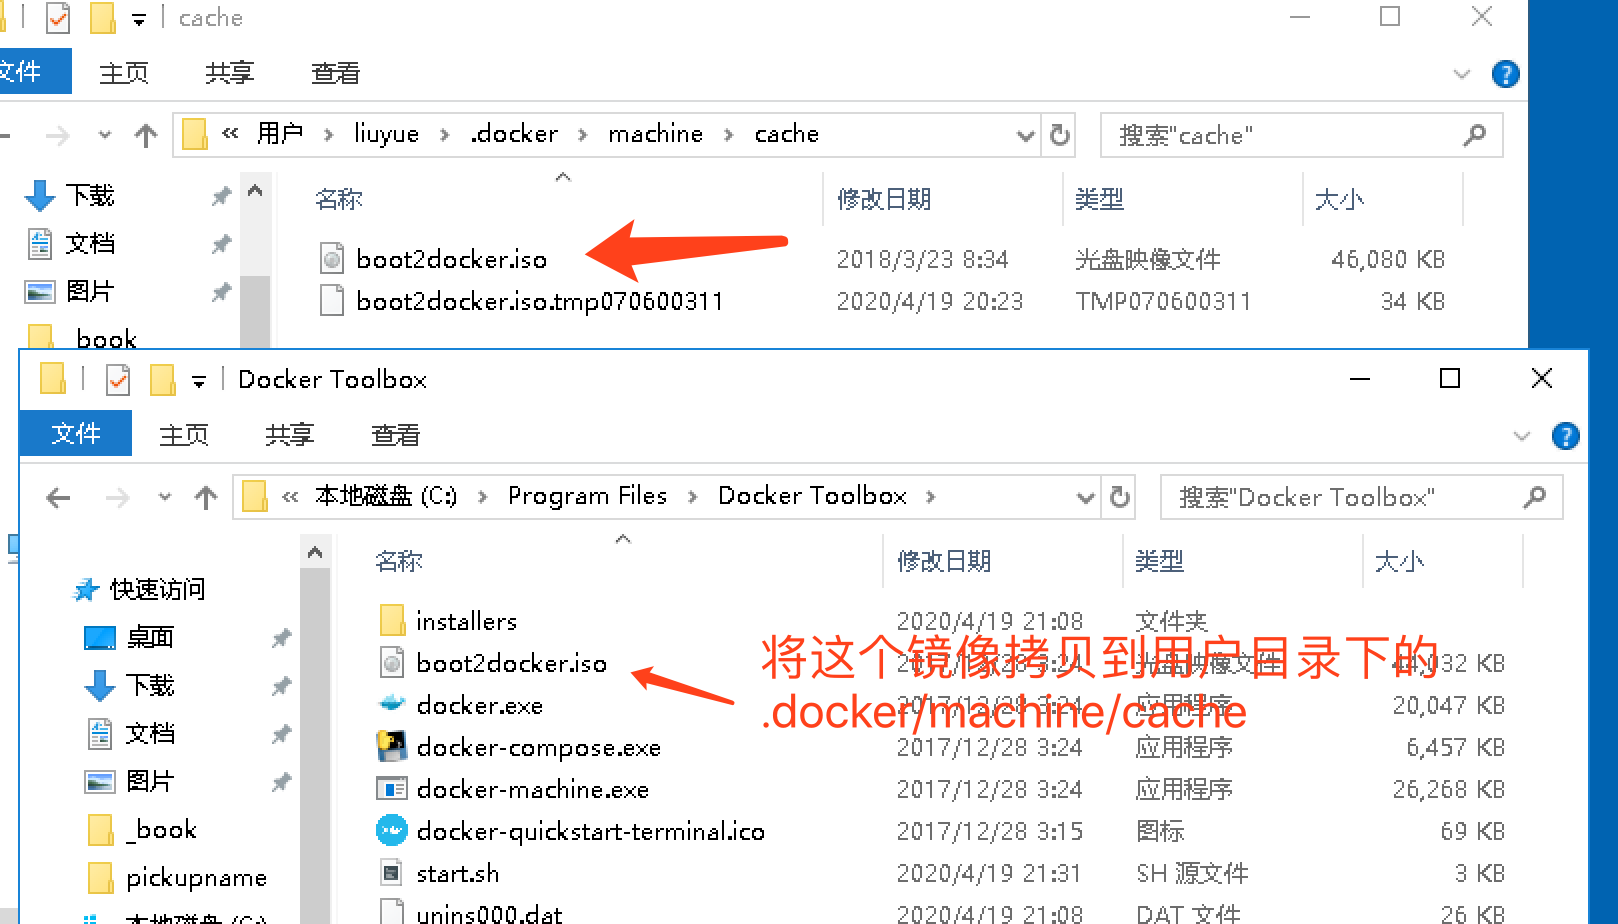 cache
文件 主页 共享 查看
« 用户 › liuyue › .docker › machine › cache
搜索"cache"
下载
文档
图片
_book
名称 修改日期 类型 大小
boot2docker.iso 2018/3/23 8:34 光盘映像文件 46,080 KB
boot2docker.iso.tmp070600311 2020/4/19 20:23 TMP070600311 34 KB
Docker Toolbox
文件 主页 共享 查看
« 本地磁盘 (C:) › Program Files › Docker Toolbox ›
搜索"Docker Toolbox"
快速访问
桌面
下载
文档
图片
_book
pickupname
本地磁盘 (C:)
名称 修改日期 类型 大小
installers 2020/4/19 21:08 文件夹
boot2docker.iso 2017/12/28 3:24 光盘映像文件 44,032 KB
docker.exe 2017/12/28 3:24 应用程序 20,047 KB
docker-compose.exe 2017/12/28 3:24 应用程序 6,457 KB
docker-machine.exe 2017/12/28 3:24 应用程序 26,268 KB
docker-quickstart-terminal.ico 2017/12/28 3:15 图标 69 KB
start.sh 2020/4/19 21:31 SH 源文件 3 KB
unins000.dat 2020/4/19 21:08 DAT 文件 26 KB
将这个镜像拷贝到用户目录下的
.docker/machine/cache